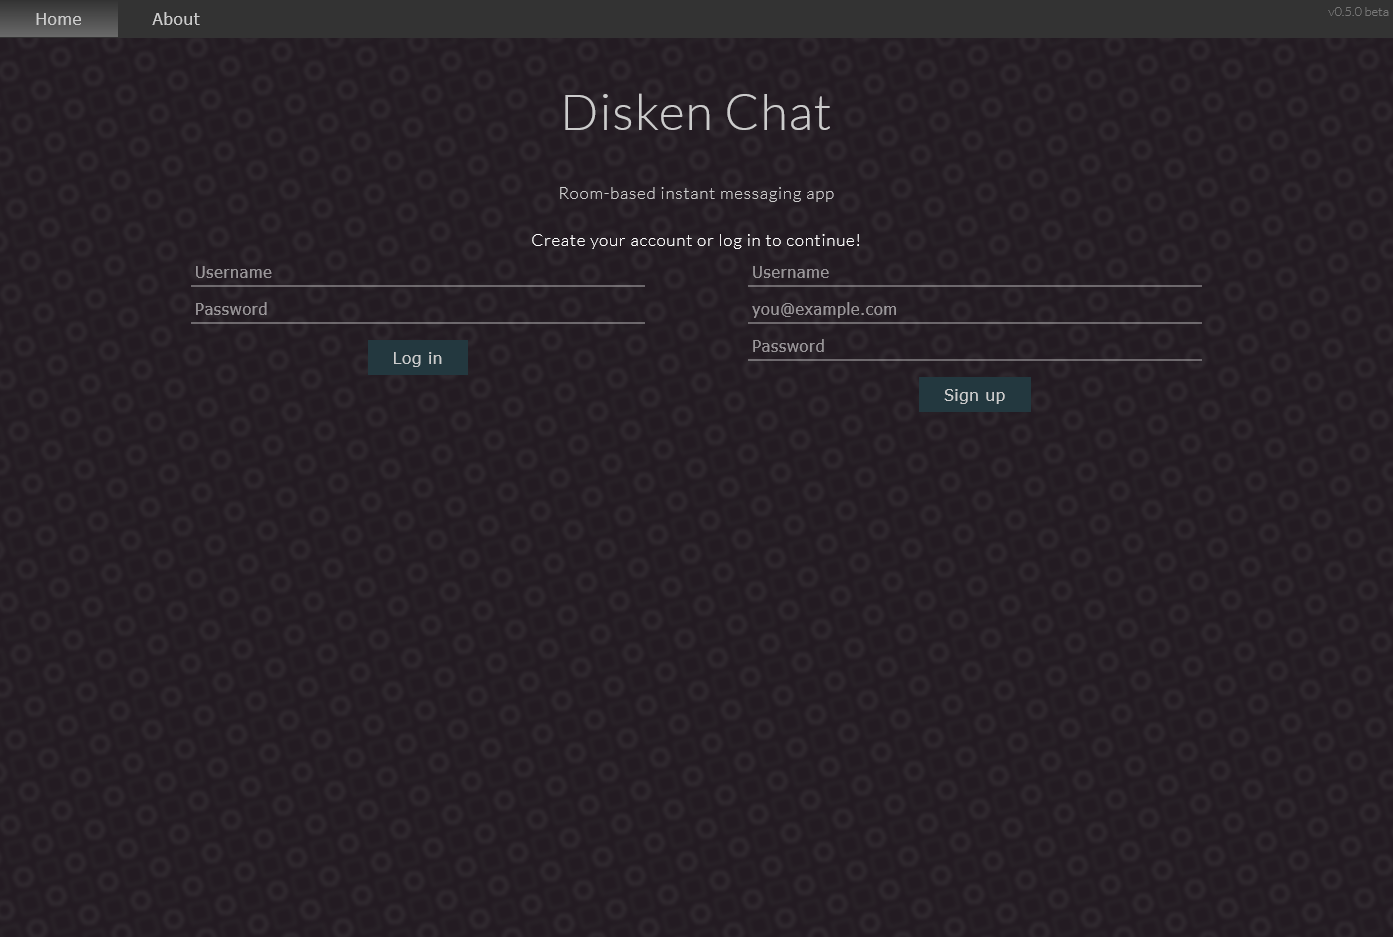 Home
About
v0.5.0 beta
Disken Chat
Room-based instant messaging app
Create your account or log in to continue!
Username
Password
Log in
Username
you@example.com
Password
Sign up